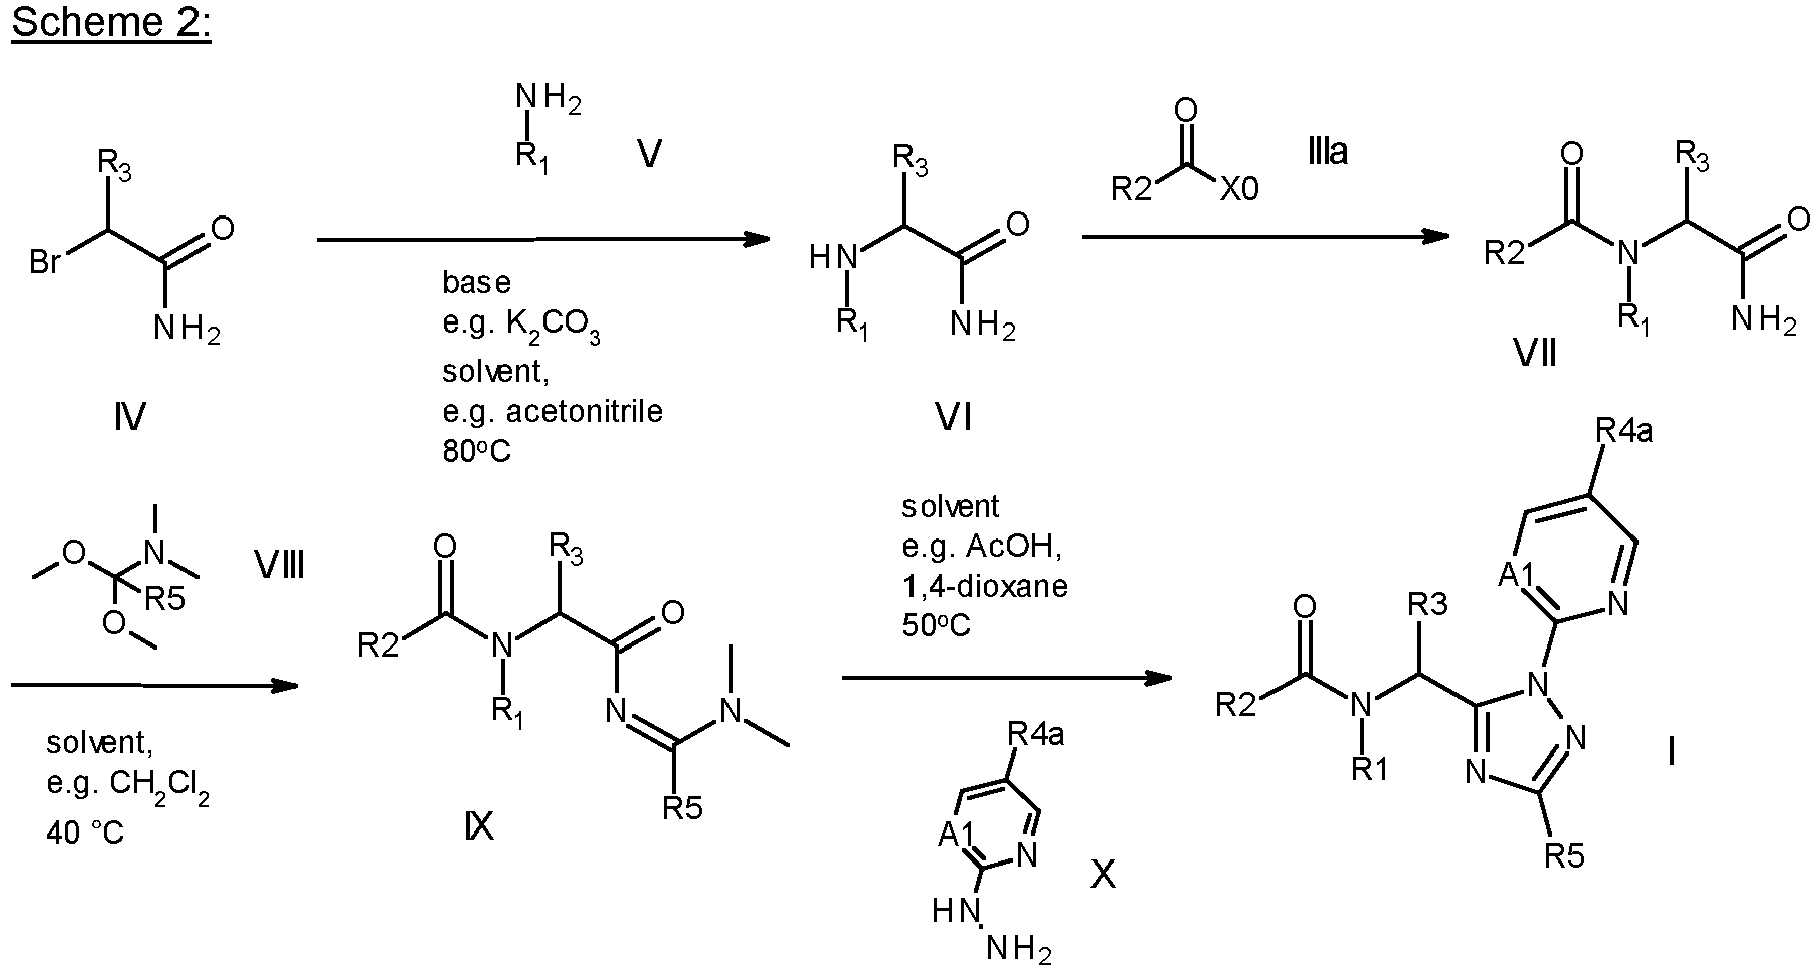 Scheme 2:
NH2
R1
V
O
R2
X0
IIIa
R3
Br
O
NH2
IV
base
e.g. K2CO3
solvent,
e.g. acetonitrile
80oC
R3
HN
O
R1
NH2
VI
O
R3
R2
N
O
R1
NH2
VII
O
N
R5
O
VIII
solvent,
e.g. CH2Cl2
40 °C
O
R3
R2
N
O
R1
N
N
R5
IX
solvent
e.g. AcOH,
1,4-dioxane
50oC
R4a
A1
N
HN
NH2
X
R4a
A1
N
O
R3
R2
N
R1
N
N
N
R5
I